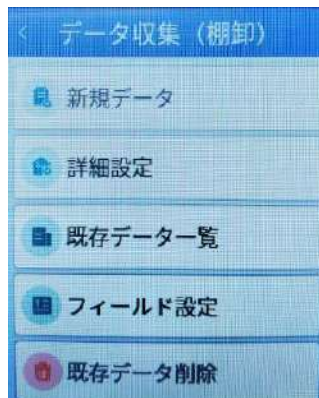 データ収集（棚卸）
新規データ
詳細設定
既存データ一覧
フィールド設定
既存データ削除